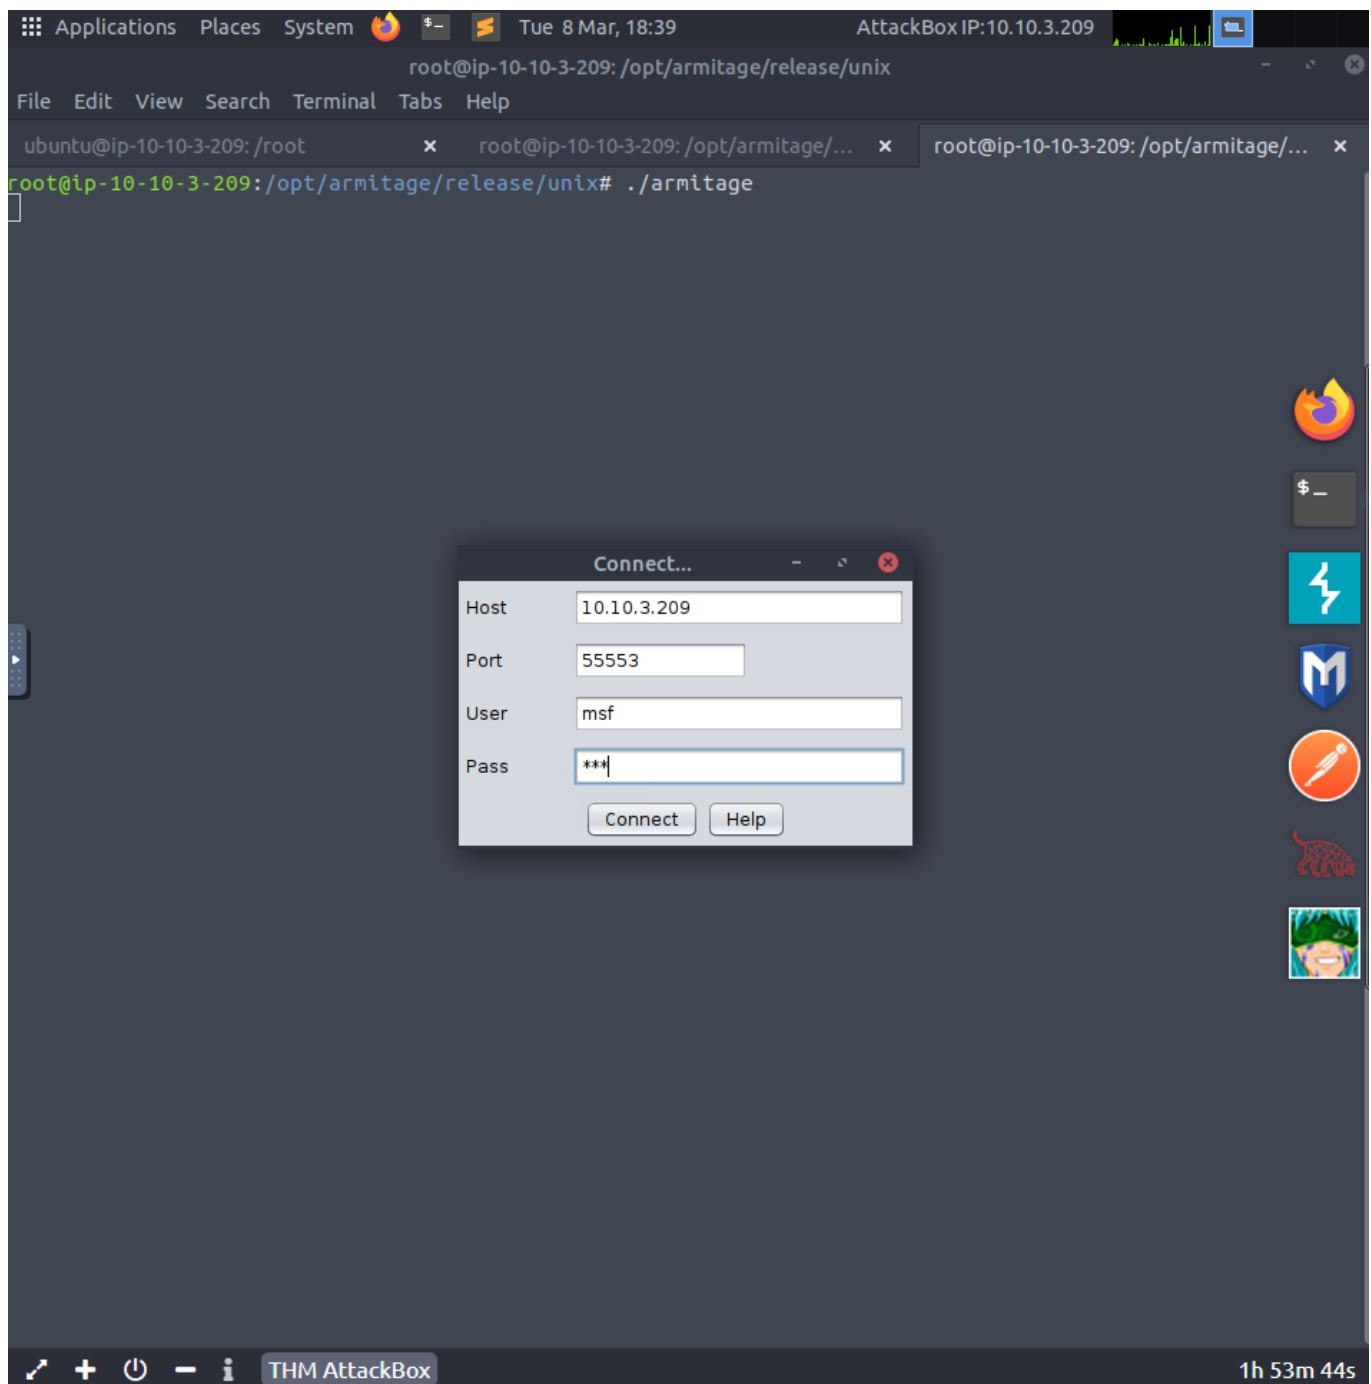 Applications Places System $_ Tue 8 Mar, 18:39 AttackBox IP:10.10.3.209
root@ip-10-10-3-209: /opt/armitage/release/unix
File Edit View Search Terminal Tabs Help
ubuntu@ip-10-10-3-209: /root root@ip-10-10-3-209: /opt/armitage/... root@ip-10-10-3-209: /opt/armitage/...
root@ip-10-10-3-209:/opt/armitage/release/unix# ./armitage
$_
Connect...
Host 10.10.3.209
Port 55553
User msf
Pass ***
Connect Help
THM AttackBox 1h 53m 44s